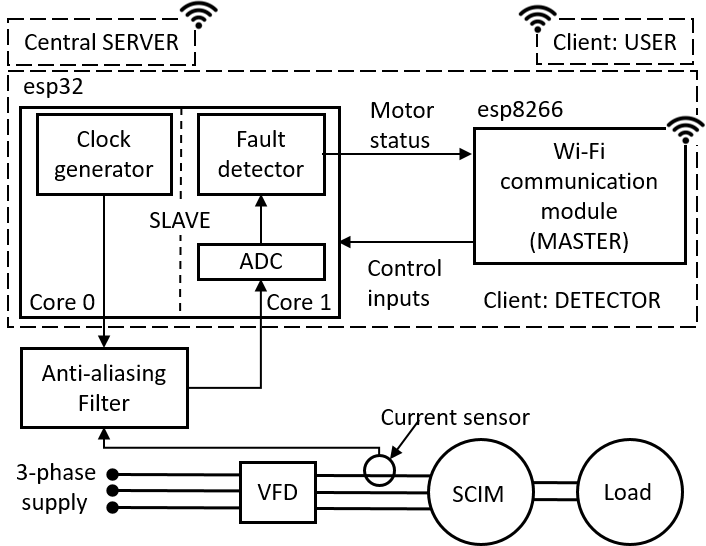 Central SERVER
Client: USER
esp32
Clock
generator
Fault
detector
SLAVE
ADC
Core 0
Core 1
Motor
status
esp8266
Wi-Fi
communication
module
(MASTER)
Control
inputs
Client: DETECTOR
Anti-aliasing
Filter
Current sensor
3-phase
supply
VFD
SCIM
Load